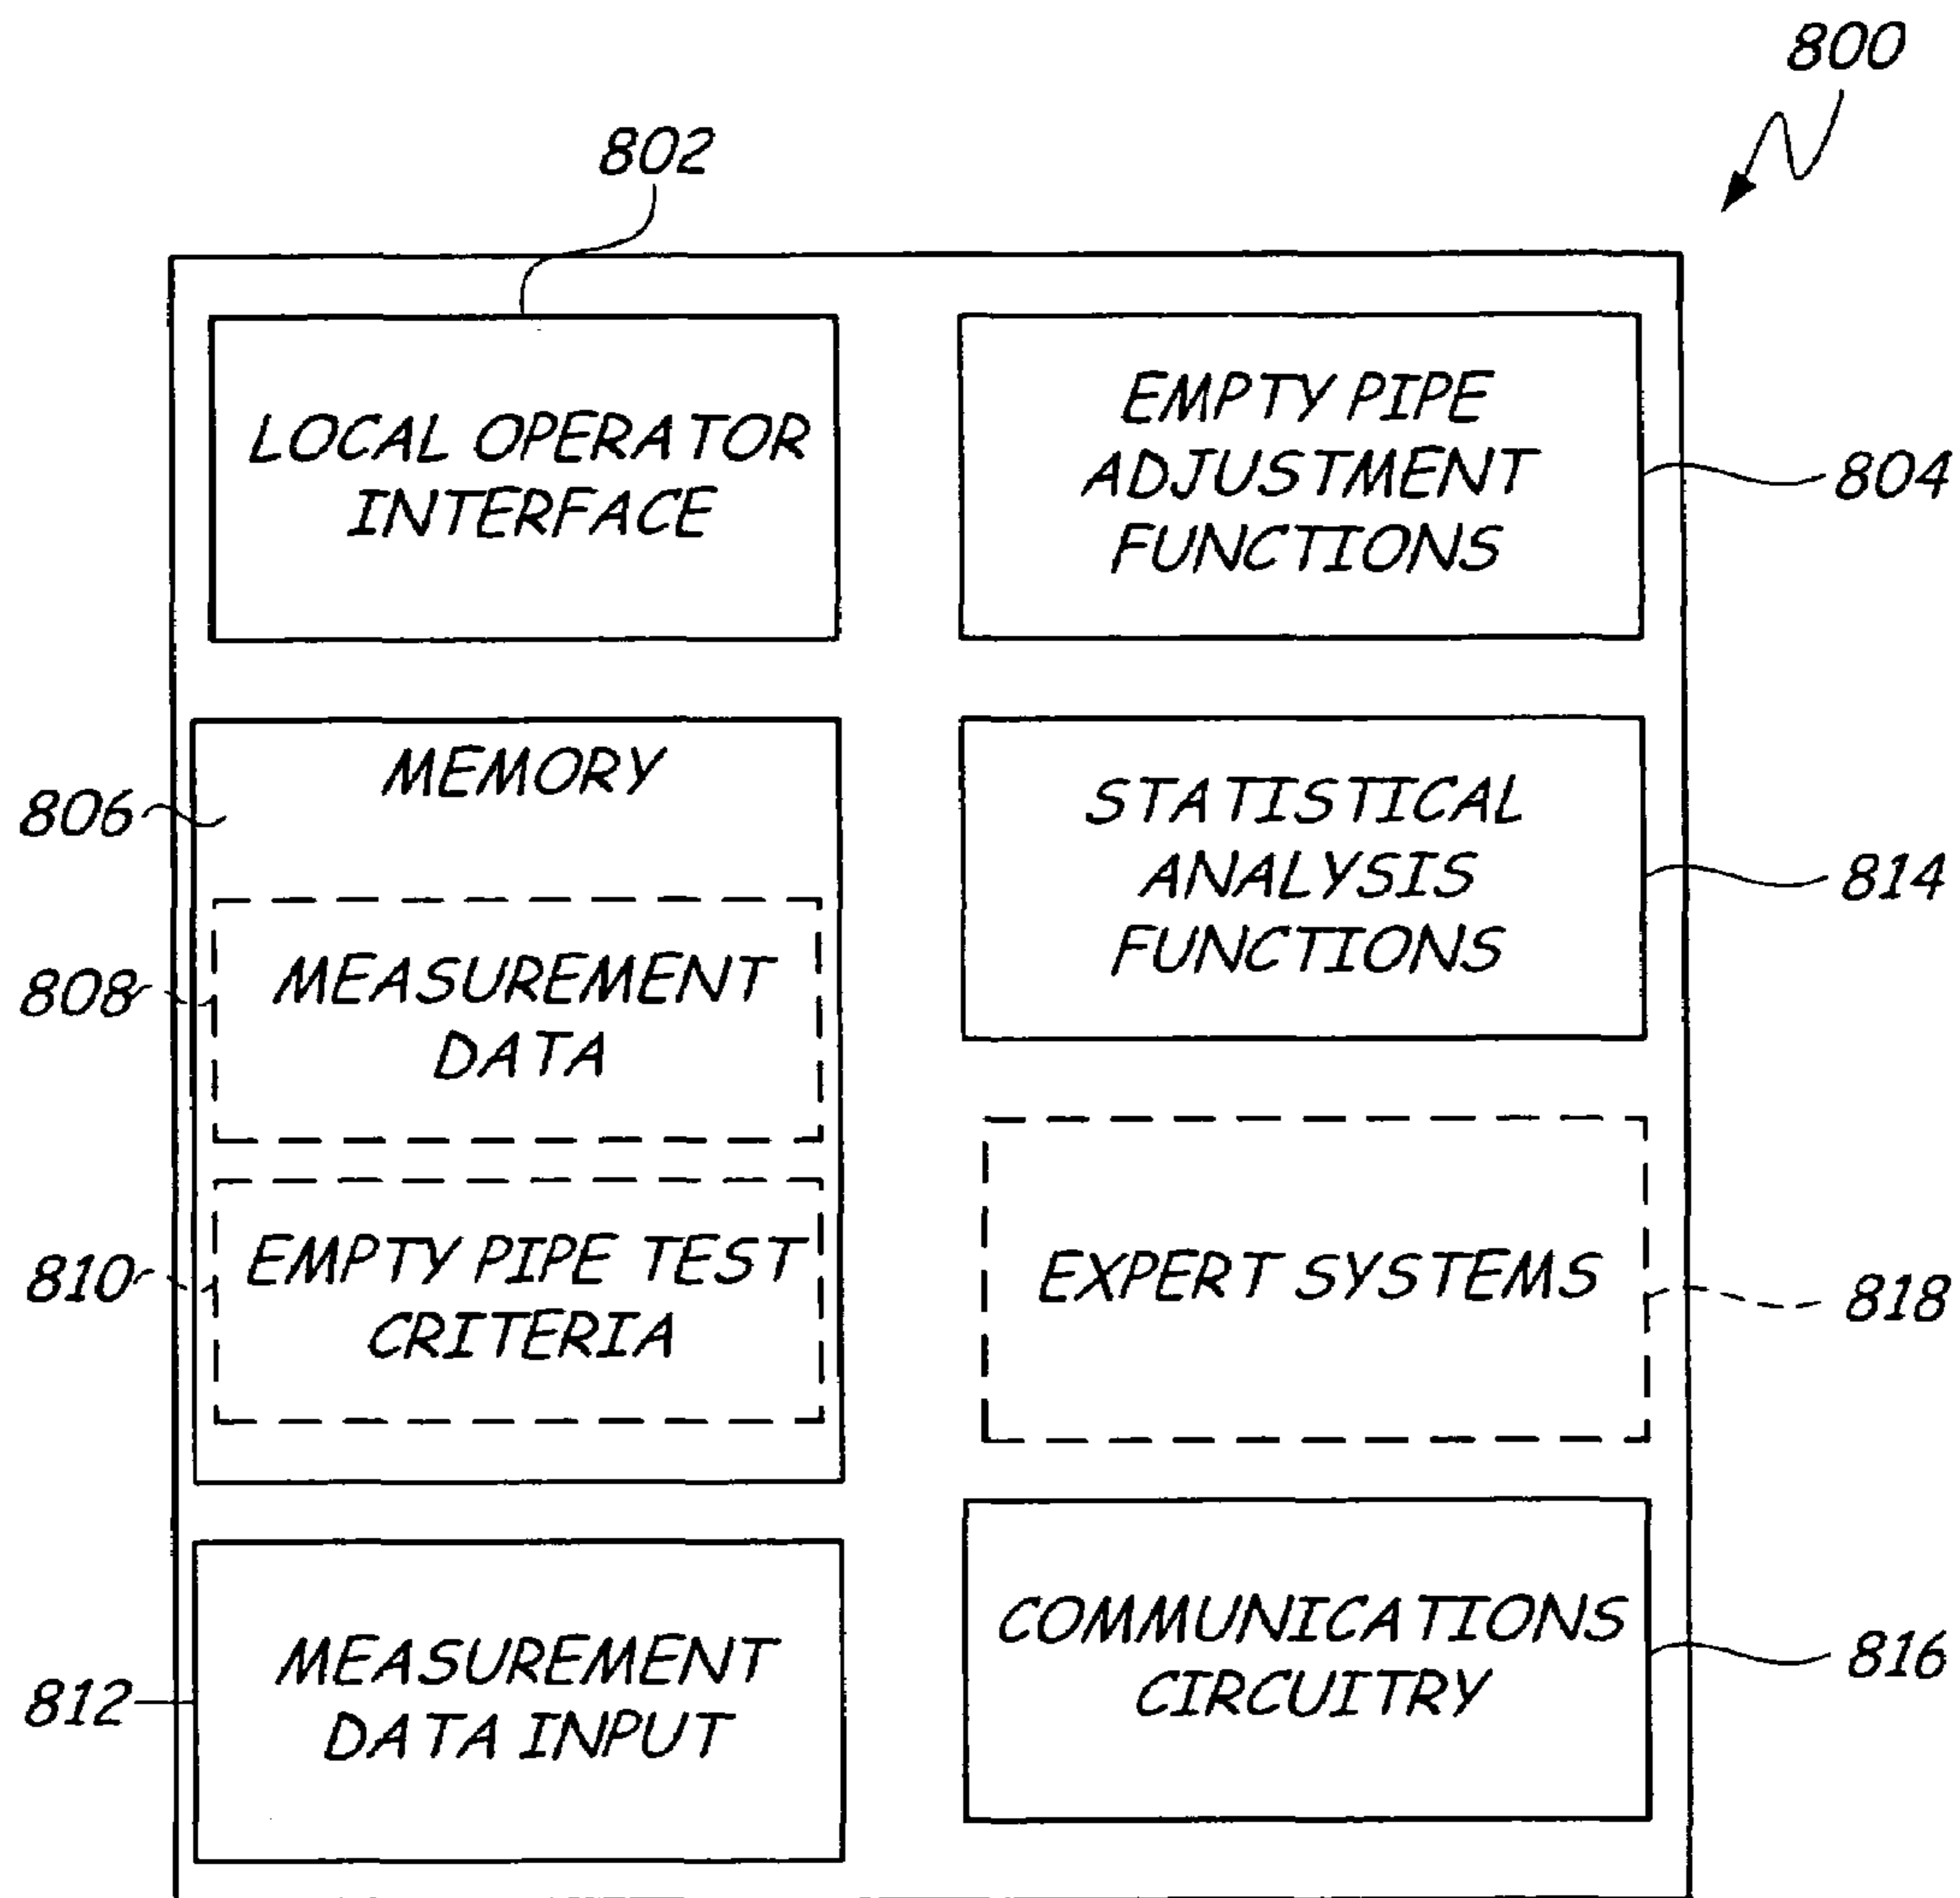 800
802
LOCAL OPERATOR
INTERFACE
EMPTY PIPE
ADJUSTMENT
FUNCTIONS
804
806
MEMORY
808
MEASUREMENT
DATA
810
EMPTY PIPE TEST
CRITERIA
STATISTICAL
ANALYSIS
FUNCTIONS
814
EXPERT SYSTEMS
818
812
MEASUREMENT
DATA INPUT
COMMUNICATIONS
CIRCUITRY
816